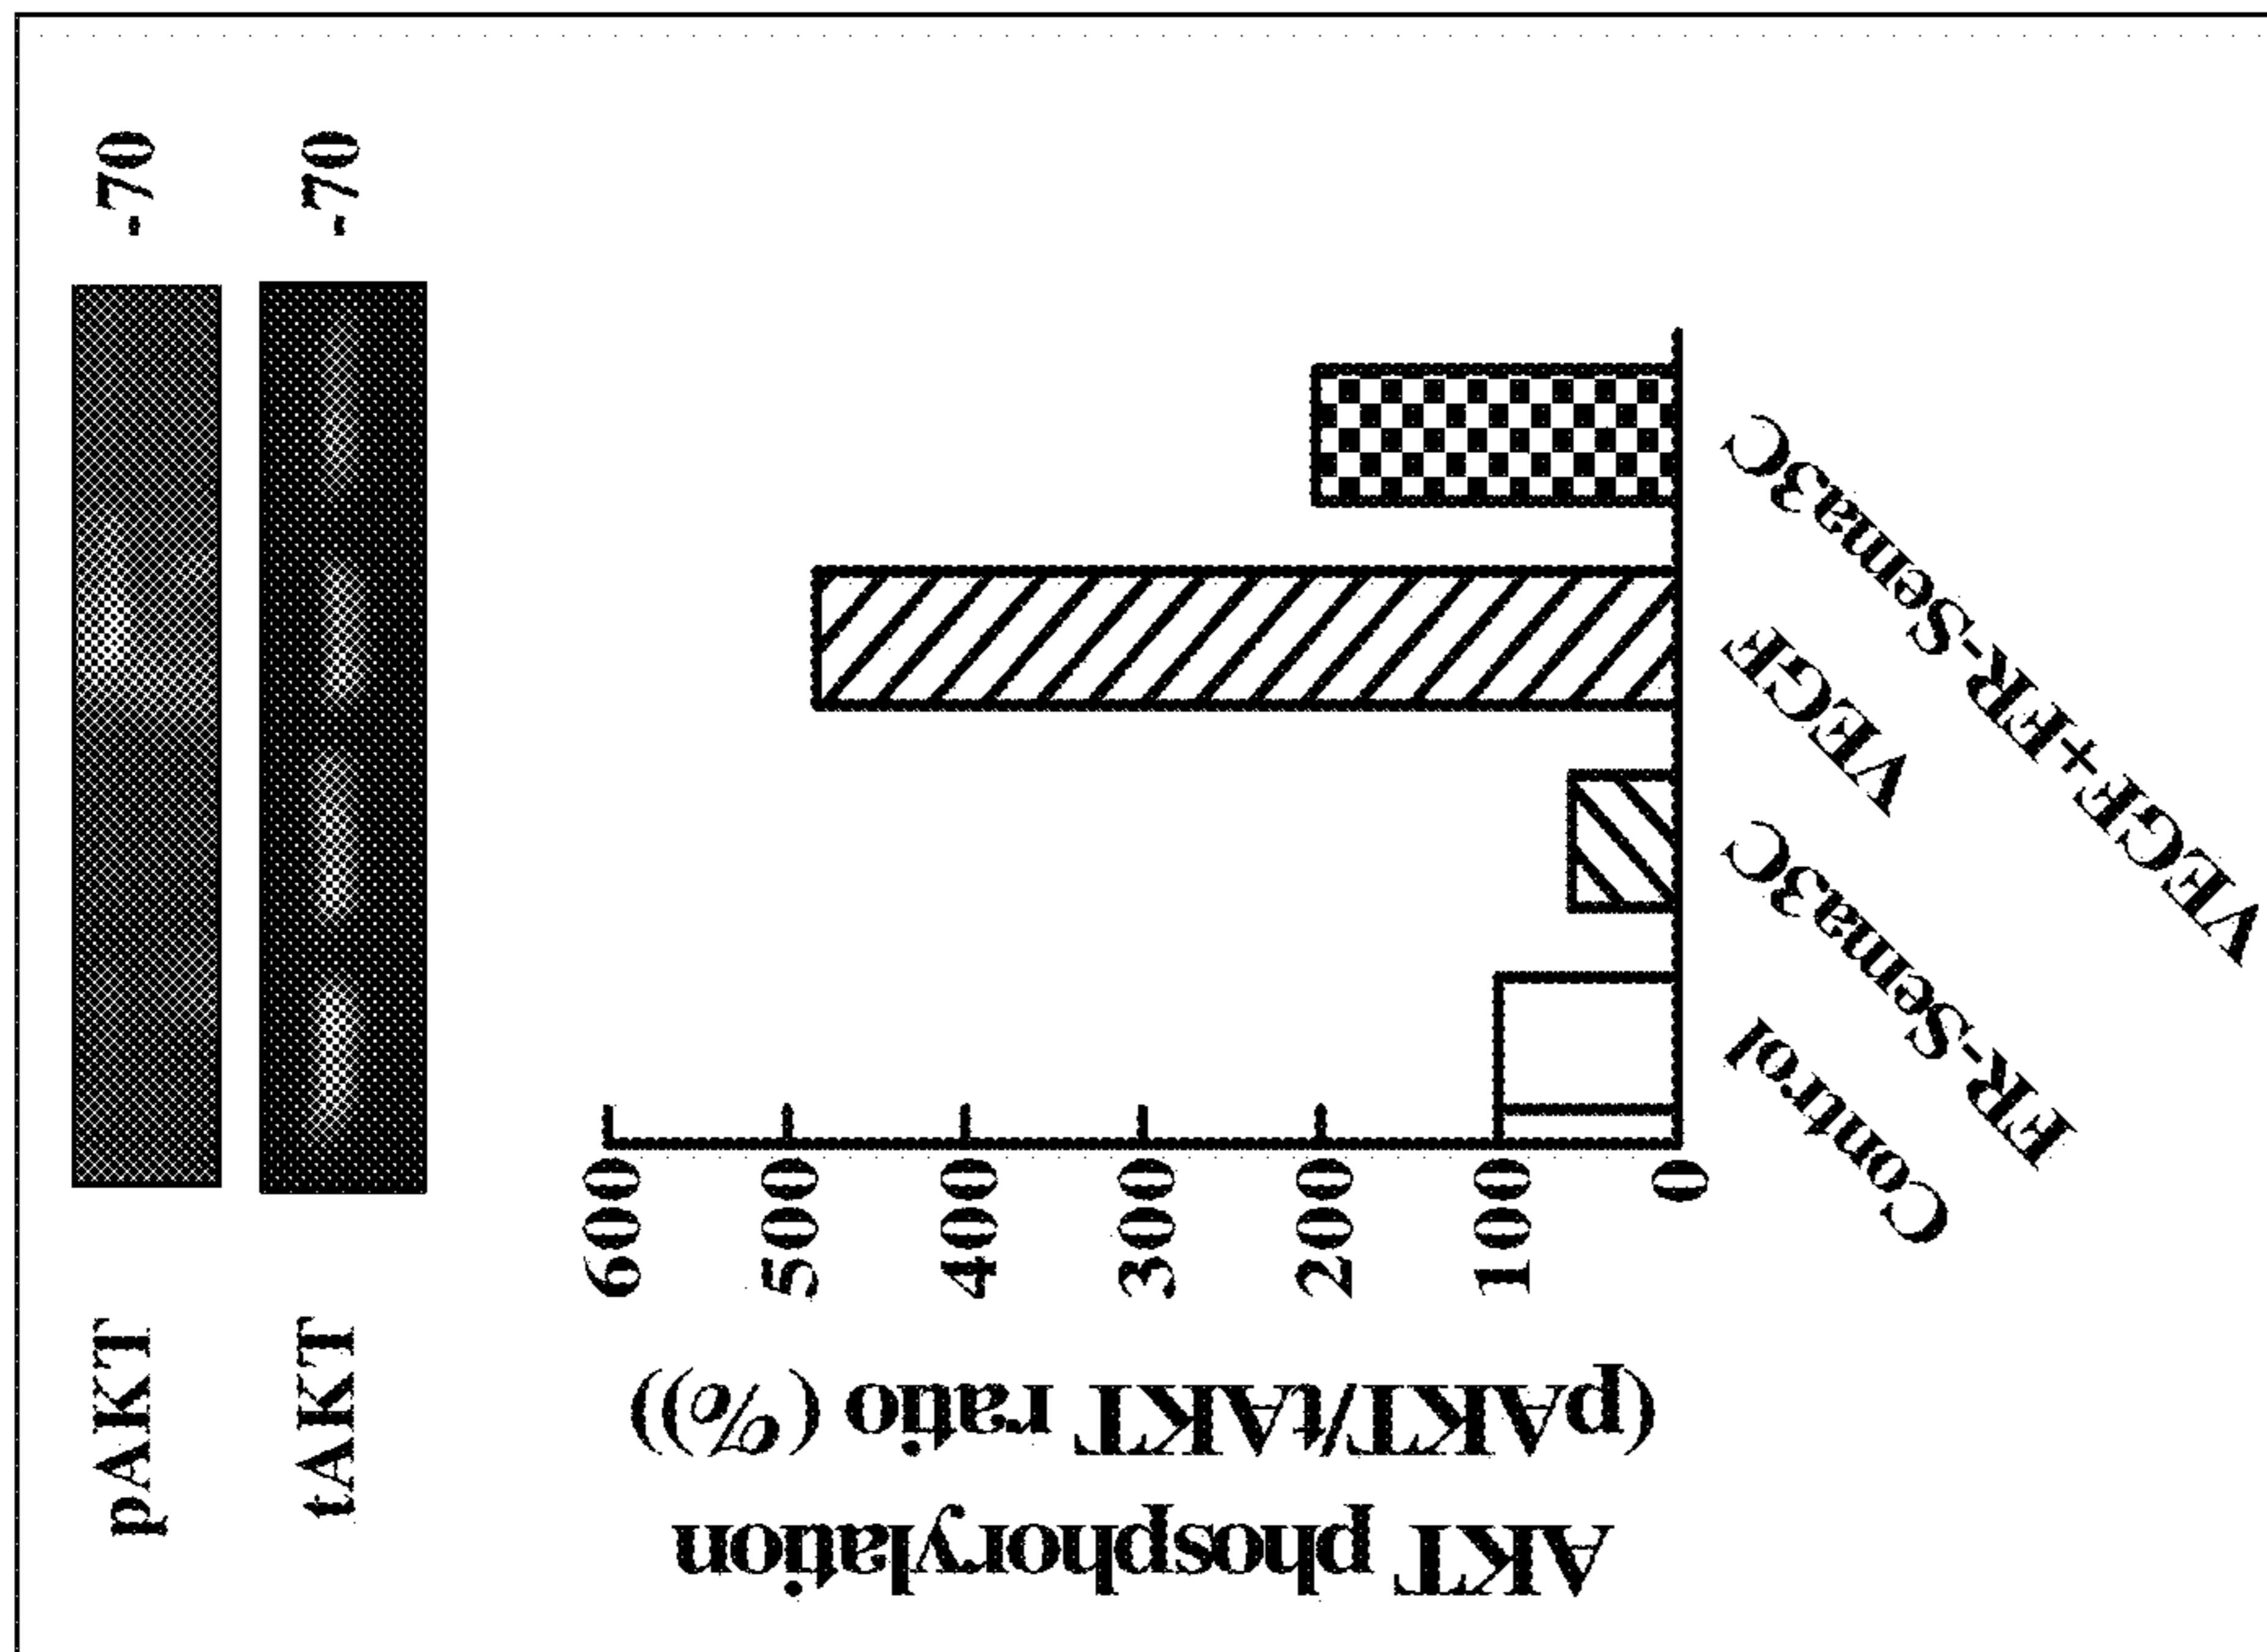 pAKT -70
tAKT -70
AKT phosphorylation
(pAKT/tAKT ratio (%))
600
500
400
300
200
100
0
Control
FR-Sema3C
VEGF
VEGF+FR-Sema3C